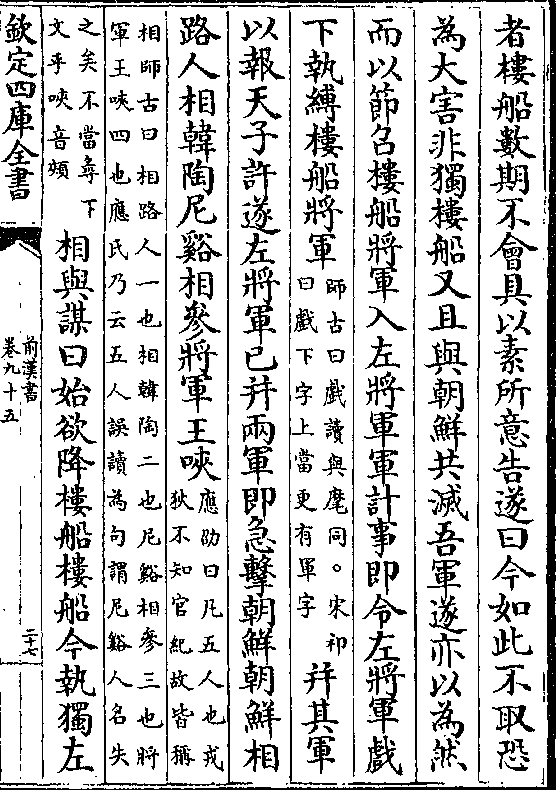 者樓船數期不會具以素所意告遂曰今如此不取恐
為大害非獨樓船又且與朝鮮共滅吾軍遂亦以為然
而以節召樓船將軍入左將軍軍計事即令左將軍戲
下執縛樓船將軍
師古曰戲讀與麾同。宋祁
曰戲下字上當更有軍字
并其軍
以報天子許遂左將軍已并兩軍即急擊朝鮮朝鮮相
路人相韓陶尼谿相參將軍王唊
應劭曰凡五人也戎
狄不知官紀故皆稱
相師古曰相路人一也相韓陶二也尼谿相參三也將
軍王唊四也應氏乃云五人誤讀為句謂尼谿人名失
之矣不當尋下
文乎唊音頰
相與謀曰始欲降樓船樓船今執獨左
欽定四庫全書
前漢書
卷九十五
二十七